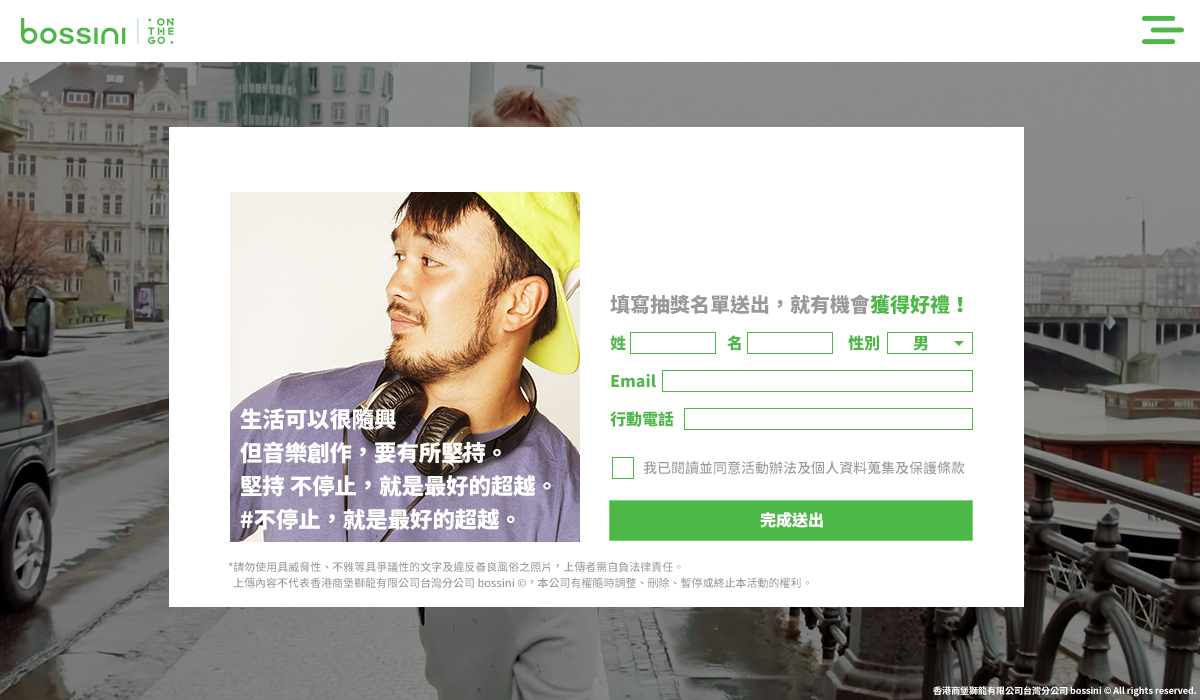 bossini
ON
THE
GO
生活可以很隨興
但音樂創作，要有所堅持。
堅持 不停止，就是最好的超越。
#不停止，就是最好的超越。
填寫抽獎名單送出，就有機會獲得好禮！
姓 名 性別 男
Email
行動電話
我已閱讀並同意活動辦法及個人資料蒐集及保護條款
完成送出
*請勿使用具威脅性、不雅等具爭議性的文字及違反善良風俗之照片，上傳者需自負法律責任。
上傳內容不代表香港商堡獅龍有限公司台灣分公司 bossini ©，本公司有權隨時調整、刪除、暫停或終止本活動的權利。
香港商堡獅龍有限公司台灣分公司 bossini © All rights reserved.